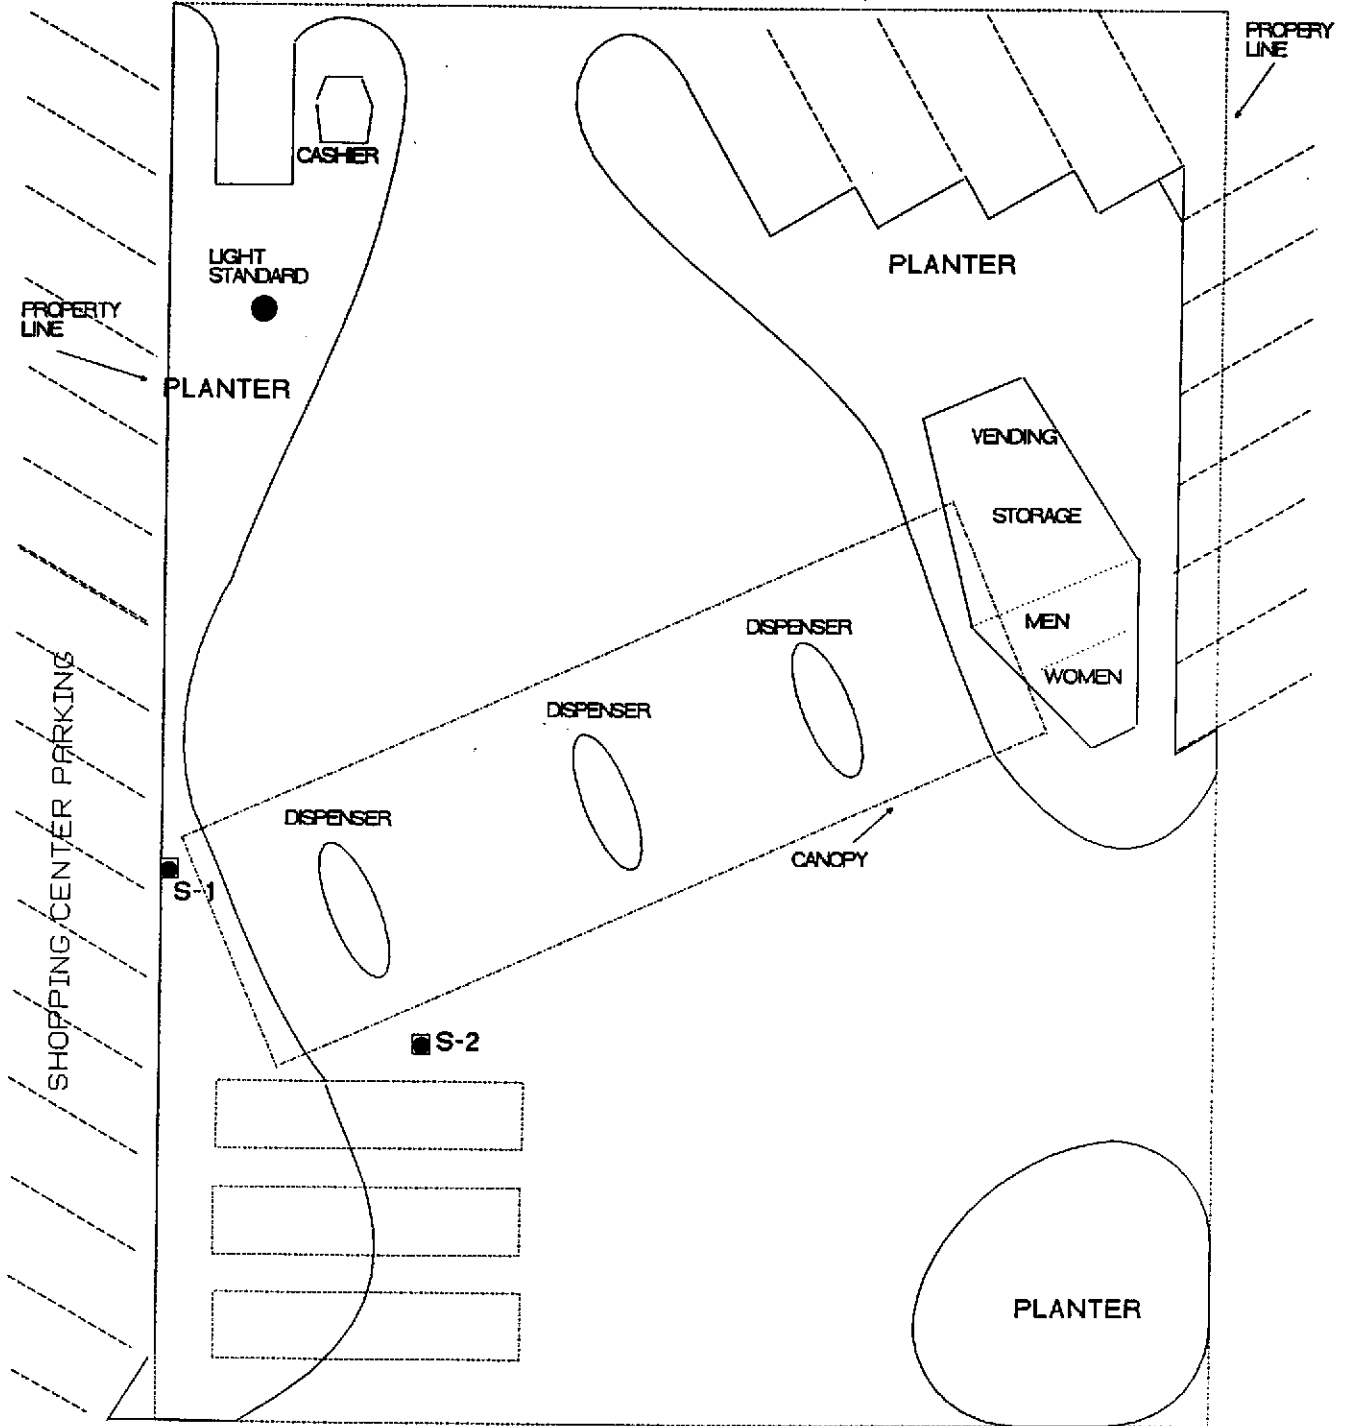 PROPERY
LINE
CASHIER
LIGHT
STANDARD
PLANTER
PROPERTY
LINE
PLANTER
VENDING
STORAGE
MEN
WOMEN
DISPENSER
DISPENSER
DISPENSER
CANOPY
S-1
SHOPPING CENTER PARKING
S-2
PLANTER